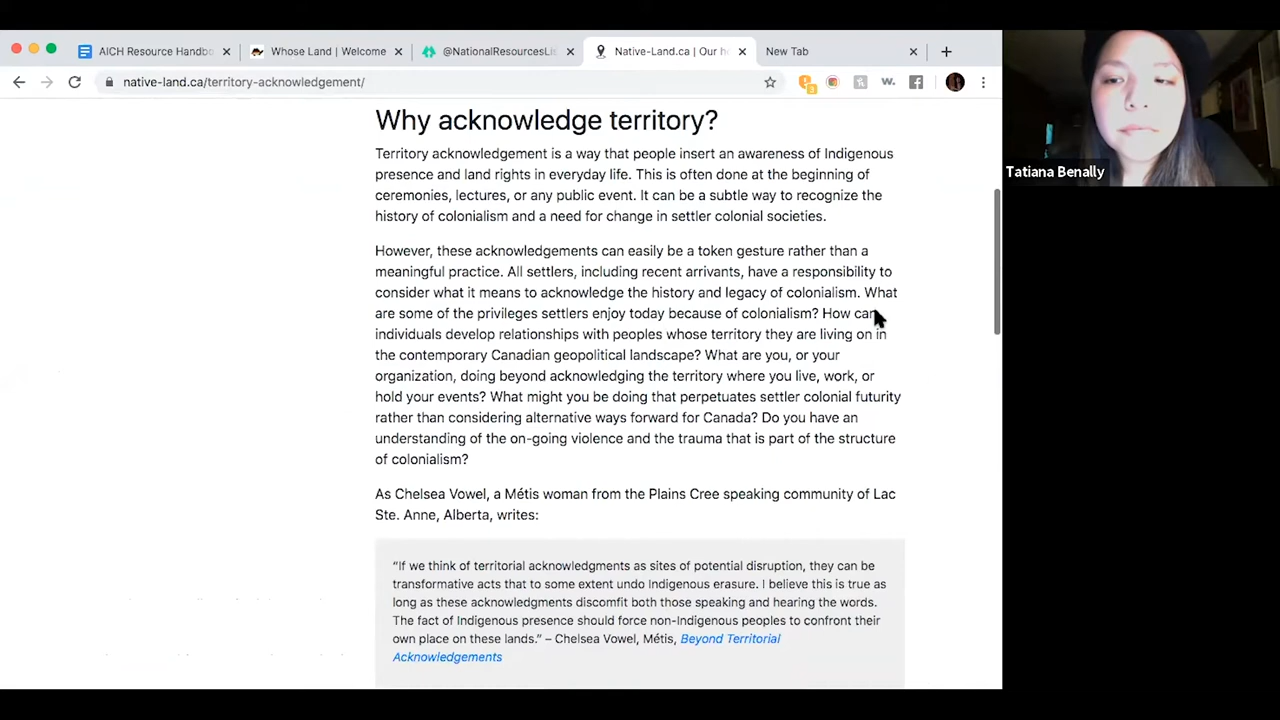 AICH Resource Handbo
Whose Land | Welcome
@NationalResourcesLis
Native-Land.ca | Our h
New Tab
native-land.ca/territory-acknowledgement/
3
w.
Tatiana Benally
Why acknowledge territory?
Territory acknowledgement is a way that people insert an awareness of Indigenous
presence and land rights in everyday life. This is often done at the beginning of
ceremonies, lectures, or any public event. It can be a subtle way to recognize the
history of colonialism and a need for change in settler colonial societies.
However, these acknowledgements can easily be a token gesture rather than a
meaningful practice. All settlers, including recent arrivants, have a responsibility to
consider what it means to acknowledge the history and legacy of colonialism. What
are some of the privileges settlers enjoy today because of colonialism? How can
individuals develop relationships with peoples whose territory they are living on in
the contemporary Canadian geopolitical landscape? What are you, or your
organization, doing beyond acknowledging the territory where you live, work, or
hold your events? What might you be doing that perpetuates settler colonial futurity
rather than considering alternative ways forward for Canada? Do you have an
understanding of the on-going violence and the trauma that is part of the structure
of colonialism?
As Chelsea Vowel, a Métis woman from the Plains Cree speaking community of Lac
Ste. Anne, Alberta, writes:
“If we think of territorial acknowledgments as sites of potential disruption, they can be
transformative acts that to some extent undo Indigenous erasure. I believe this is true as
long as these acknowledgments discomfit both those speaking and hearing the words.
The fact of Indigenous presence should force non-Indigenous peoples to confront their
own place on these lands.” – Chelsea Vowel, Métis, Beyond Territorial
Acknowledgements